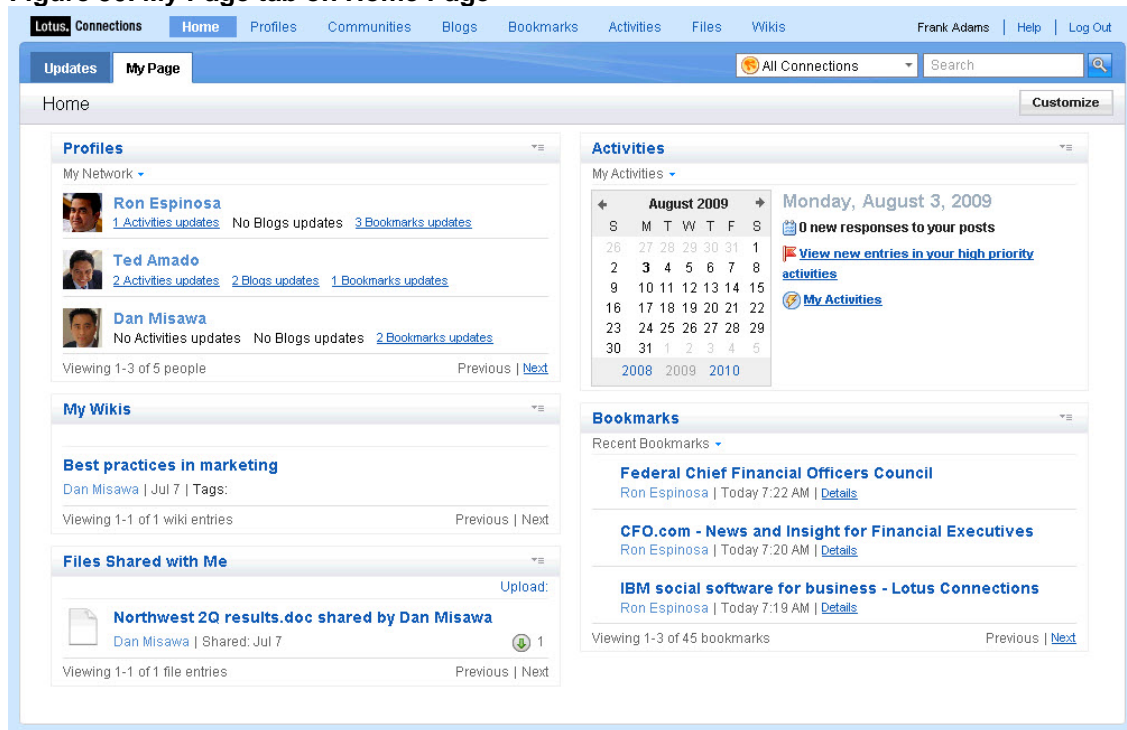 Figure 30: My Page tab on Home Page
Lotus. Connections Home Profiles Communities Blogs Bookmarks Activities Files Wikis Frank Adams | Help | Log Out
Updates My Page All Connections Search
Home Customize
Profiles
My Network
Ron Espinosa
1 Activities updates No Blogs updates 3 Bookmarks updates
Ted Amado
2 Activities updates 2 Blogs updates 1 Bookmarks updates
Dan Misawa
No Activities updates No Blogs updates 2 Bookmarks updates
Viewing 1-3 of 5 people Previous | Next
My Wikis
Best practices in marketing
Dan Misawa | Jul 7 | Tags:
Viewing 1-1 of 1 wiki entries Previous | Next
Files Shared with Me
Upload:
Northwest 2Q results.doc shared by Dan Misawa
Dan Misawa | Shared: Jul 7 1
Viewing 1-1 of 1 file entries Previous | Next
Activities
My Activities
August 2009
S M T W T F S
26 27 28 29 30 31 1
2 3 4 5 6 7 8
9 10 11 12 13 14 15
16 17 18 19 20 21 22
23 24 25 26 27 28 29
30 31 1 2 3 4 5
2008 2009 2010
Monday, August 3, 2009
0 new responses to your posts
View new entries in your high priority
activities
My Activities
Bookmarks
Recent Bookmarks
Federal Chief Financial Officers Council
Ron Espinosa | Today 7:22 AM | Details
CFO.com - News and Insight for Financial Executives
Ron Espinosa | Today 7:20 AM | Details
IBM social software for business - Lotus Connections
Ron Espinosa | Today 7:19 AM | Details
Viewing 1-3 of 45 bookmarks Previous | Next